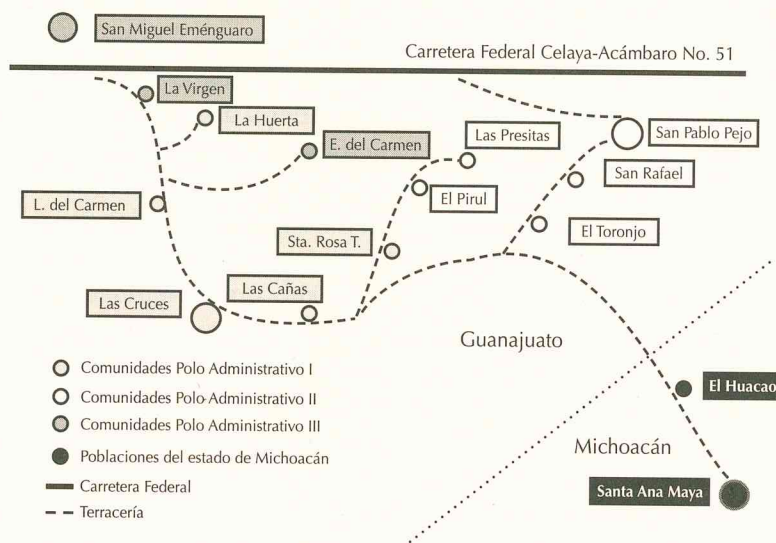 San Miguel Eménguaro
Carretera Federal Celaya-Acámbaro No. 51
La Virgen
La Huerta
E. del Carmen
Las Presitas
San Pablo Pejo
San Rafael
El Pirul
L. del Carmen
El Toronjo
Sta. Rosa T.
Las Cañas
Las Cruces
Guanajuato
Comunidades Polo Administrativo I
Comunidades Polo Administrativo II
Comunidades Polo Administrativo III
Poblaciones del estado de Michoacán
Carretera Federal
Terracería
El Huacao
Michoacán
Santa Ana Maya